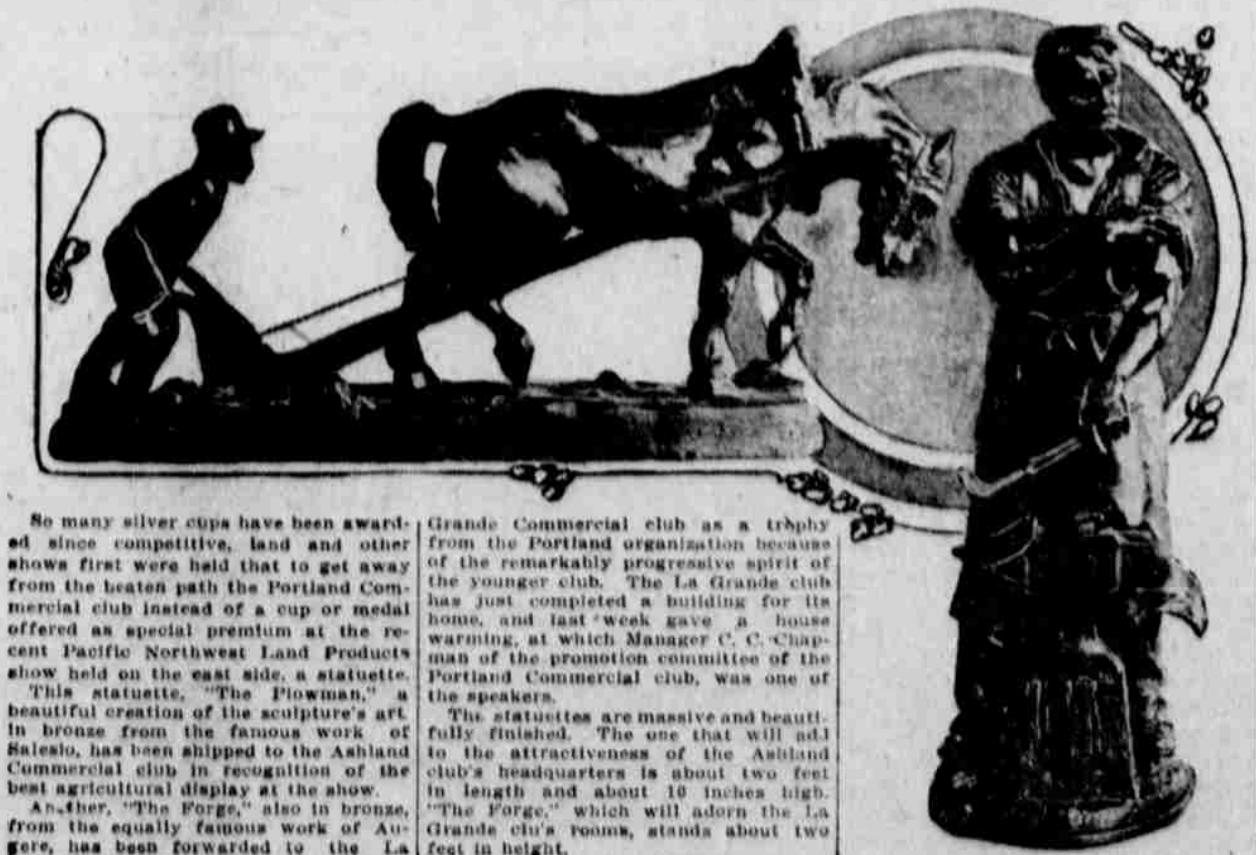 So many silver cups have been award-
ed since competitive, land and other
shows first were held that to get away
from the beaten path the Portland Com-
mercial club instead of a cup or medal
offered as special premium at the re-
cent Pacific Northwest Land Products
show held on the east side, a statuette.
This statuette, "The Plowman," a
beautiful creation of the sculpture's art
in bronze from the famous work of
Saleslo, has been shipped to the Ashland
Commercial club in recognition of the
best agricultural display at the show.
Another, "The Forge," also in bronze,
from the equally famous work of Au-
gere, has been forwarded to the La
Grande Commercial club as a trophy
from the Portland organization because
of the remarkably progressive spirit of
the younger club. The La Grande club
has just completed a building for its
home, and last week gave a house
warming, at which Manager C. C. Chap-
man of the promotion committee of the
Portland Commercial club, was one of
the speakers.
The statuettes are massive and beauti-
fully finished. The one that will add
to the attractiveness of the Ashland
club's headquarters is about two feet
in length and about 10 inches high.
"The Forge," which will adorn the La
Grande clu's rooms, stands about two
feet in height.